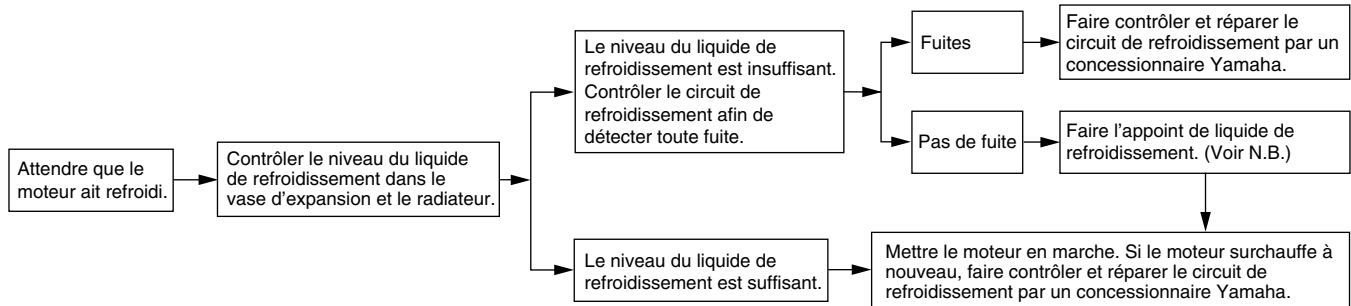 Attendre que le
moteur ait refroidi.
Contrôler le niveau du liquide
de refroidissement dans le
vase d'expansion et le radiateur.
Le niveau du liquide de
refroidissement est insuffisant.
Contrôler le circuit de
refroidissement afin de
détecter toute fuite.
Fuites
Faire contrôler et réparer le
circuit de refroidissement par un
concessionnaire Yamaha.
Pas de fuite
Faire l'appoint de liquide de
refroidissement. (Voir N.B.)
Le niveau du liquide de
refroidissement est suffisant.
Mettre le moteur en marche. Si le moteur surchauffe à
nouveau, faire contrôler et réparer le circuit de
refroidissement par un concessionnaire Yamaha.